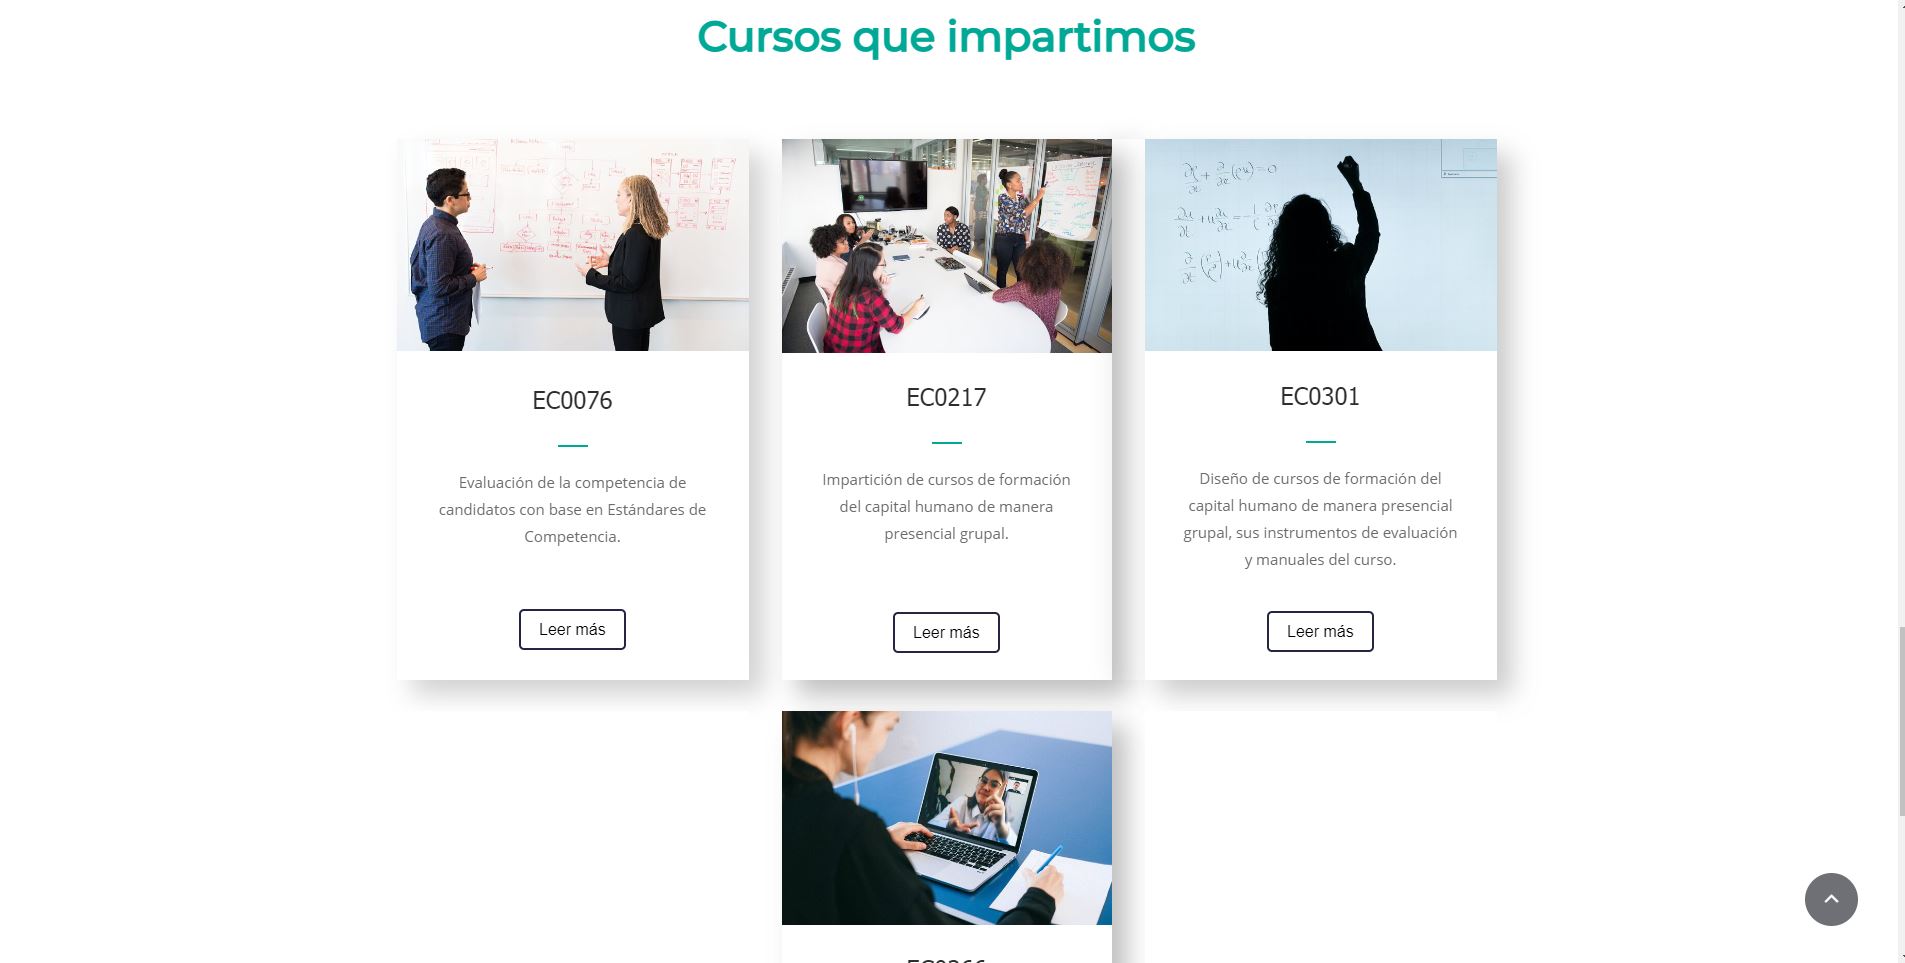 Cursos que impartimos
EC0076
Evaluación de la competencia de
candidatos con base en Estándares de
Competencia.
Leer más
EC0217
Impartición de cursos de formación
del capital humano de manera
presencial grupal.
Leer más
EC0301
Diseño de cursos de formación del
capital humano de manera presencial
grupal, sus instrumentos de evaluación
y manuales del curso.
Leer más